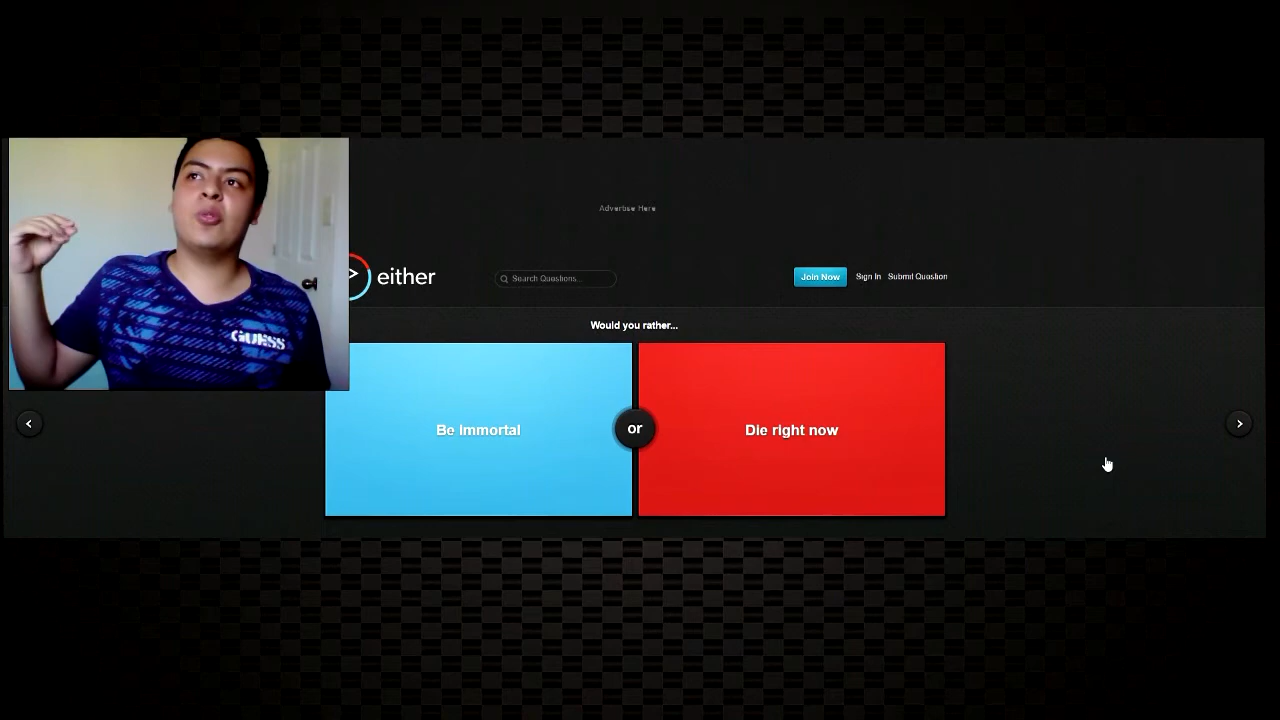 Advertise Here
either
Search Questions...
Join Now
Sign In
Submit Question
Would you rather...
GUESS
Be Immortal
or
Die right now